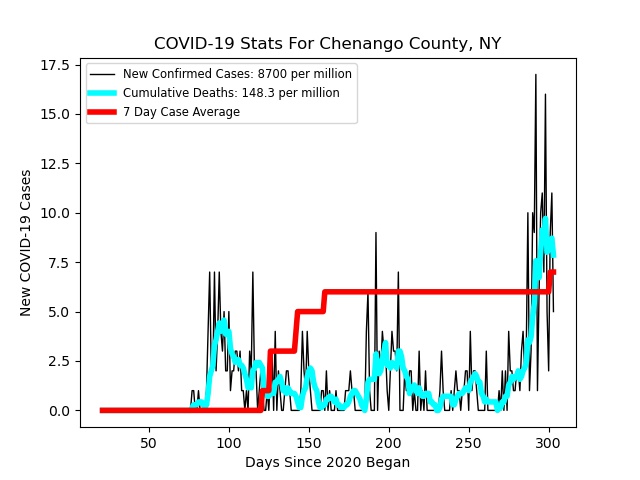 COVID-19 Stats For Chenango County, NY
New Confirmed Cases: 8700 per million
Cumulative Deaths: 148.3 per million
7 Day Case Average
New COVID-19 Cases
17.5
15.0
12.5
10.0
7.5
5.0
2.5
0.0
50 100 150 200 250 300
Days Since 2020 Began